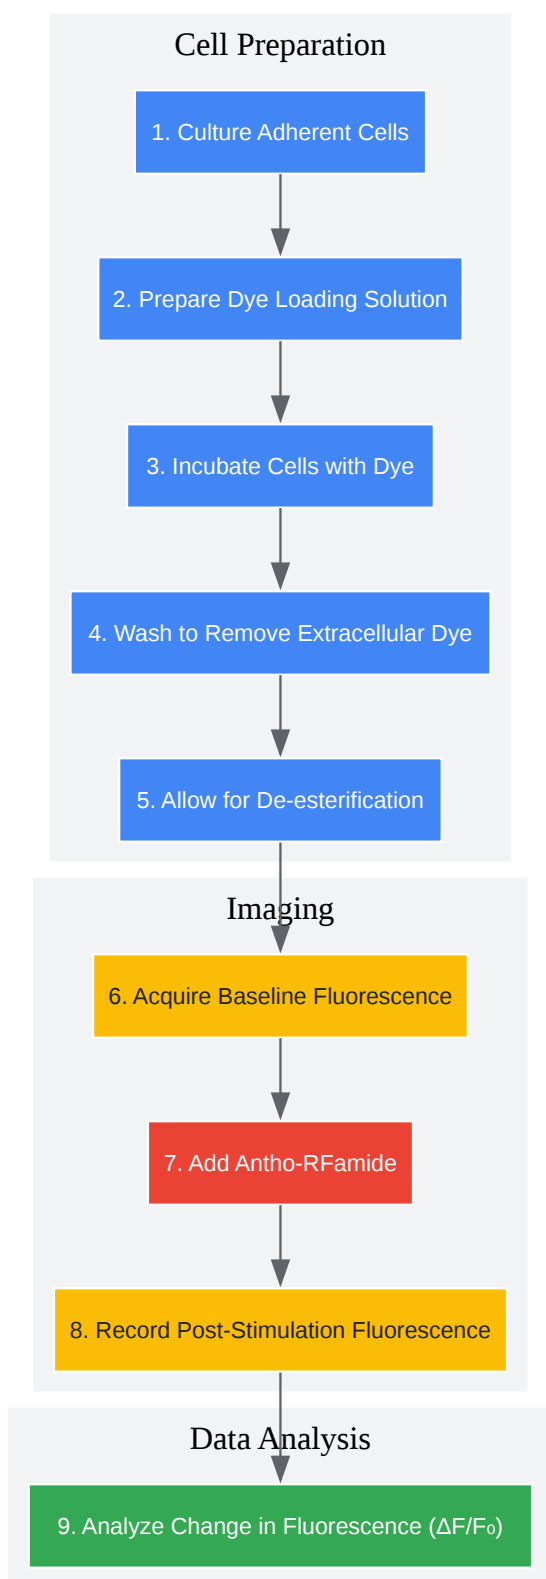 Cell Preparation
1. Culture Adherent Cells
2. Prepare Dye Loading Solution
3. Incubate Cells with Dye
4. Wash to Remove Extracellular Dye
5. Allow for De-esterification
Imaging
6. Acquire Baseline Fluorescence
7. Add Antho-RFamide
8. Record Post-Stimulation Fluorescence
Data Analysis
9. Analyze Change in Fluorescence (ΔF/F₀)